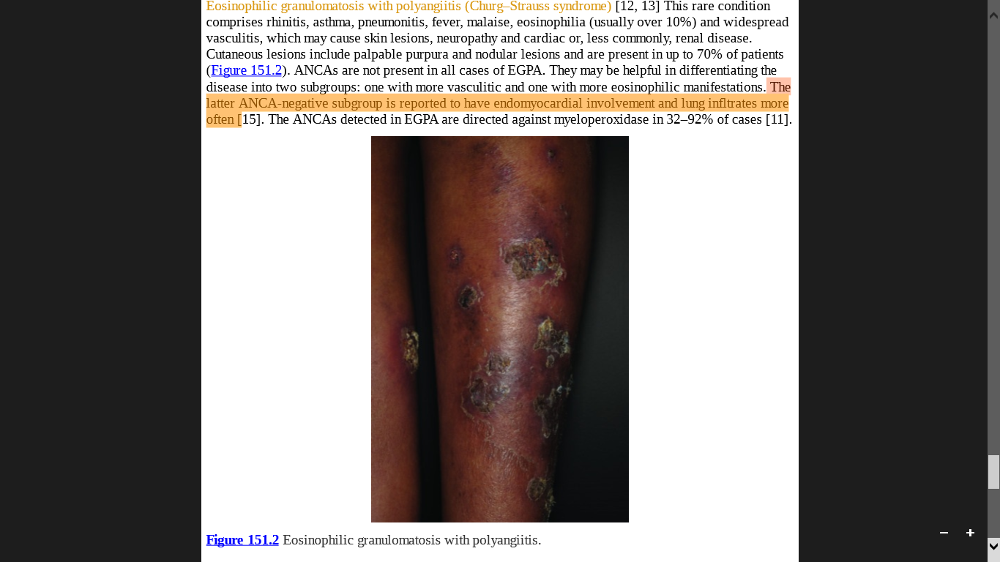 Eosinophilic granulomatosis with polyangiitis (Churg–Strauss syndrome) [12, 13] This rare condition
comprises rhinitis, asthma, pneumonitis, fever, malaise, eosinophilia (usually over 10%) and widespread
vasculitis, which may cause skin lesions, neuropathy and cardiac or, less commonly, renal disease.
Cutaneous lesions include palpable purpura and nodular lesions and are present in up to 70% of patients
(Figure 151.2). ANCAs are not present in all cases of EGPA. They may be helpful in differentiating the
disease into two subgroups: one with more vasculitic and one with more eosinophilic manifestations. The
latter ANCA-negative subgroup is reported to have endomyocardial involvement and lung infltrates more
often [15]. The ANCAs detected in EGPA are directed against myeloperoxidase in 32–92% of cases [11].
Figure 151.2 Eosinophilic granulomatosis with polyangiitis.